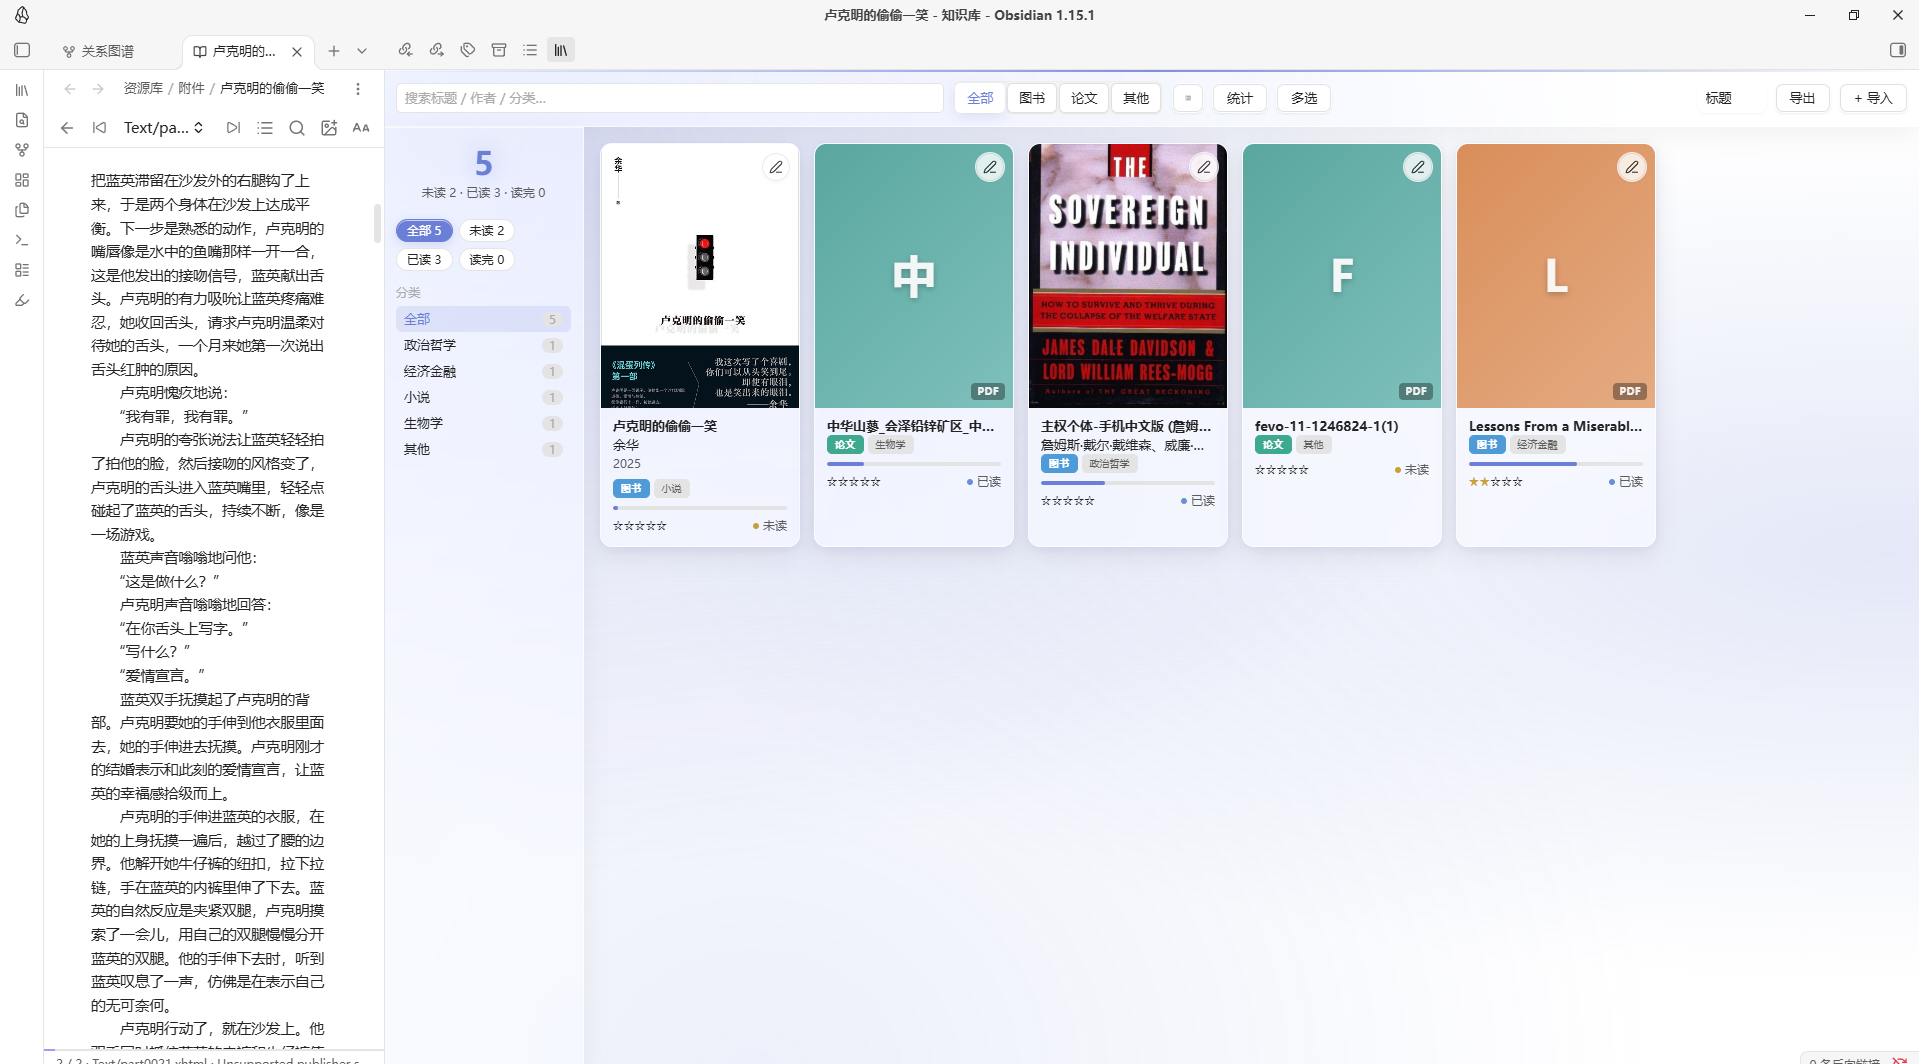 卢克明的偷偷一笑 - 知识库 - Obsidian 1.15.1
关系图谱
卢克明的...
资源库 / 附件 / 卢克明的偷偷一笑
Text/pa...
AA
把蓝英滞留在沙发外的右腿钩了上
来，于是两个身体在沙发上达成平
衡。下一步是熟悉的动作，卢克明的
嘴唇像是水中的鱼嘴那样一开一合，
这是他发出的接吻信号，蓝英献出舌
头。卢克明的有力吸吮让蓝英疼痛难
忍，她收回舌头，请求卢克明温柔对
待她的舌头，一个月来她第一次说出
舌头红肿的原因。
卢克明愧疚地说：
“我有罪，我有罪。”
卢克明的夸张说法让蓝英轻轻拍
了拍他的脸，然后接吻的风格变了，
卢克明的舌头进入蓝英嘴里，轻轻点
碰起了蓝英的舌头，持续不断，像是
一场游戏。
蓝英声音嗡嗡地问他：
“这是做什么？”
卢克明声音嗡嗡地回答：
“在你舌头上写字。”
“写什么？”
“爱情宣言。”
蓝英双手抚摸起了卢克明的背
部。卢克明要她的手伸到他衣服里面
去，她的手伸进去抚摸。卢克明刚才
的结婚表示和此刻的爱情宣言，让蓝
英的幸福感拾级而上。
卢克明的手伸进蓝英的衣服，在
她的上身抚摸一遍后，越过了腰的边
界。他解开她牛仔裤的纽扣，拉下拉
链，手在蓝英的内裤里伸了下去。蓝
英的自然反应是夹紧双腿，卢克明摸
索了一会儿，用自己的双腿慢慢分开
蓝英的双腿。他的手伸下去时，听到
蓝英叹息了一声，仿佛是在表示自己
的无可奈何。
卢克明行动了，就在沙发上。他
搜索标题 / 作者 / 分类...
全部
图书
论文
其他
统计
多选
标题
导出
+ 导入
5
未读 2 · 已读 3 · 读完 0
全部 5
未读 2
已读 3
读完 0
分类
全部 5
政治哲学 1
经济金融 1
小说 1
生物学 1
其他 1
余华
卢克明的偷偷一笑
《混蛋列传》
第一部
我这次写了个喜剧，
你们可以从头笑到尾，
即使有眼泪，
也是笑出来的眼泪。
——余华
卢克明的偷偷一笑
余华
2025
图书
小说
☆☆☆☆☆
未读
中
PDF
中华山蓼_会泽铅锌矿区_中...
论文
生物学
☆☆☆☆☆
已读
THE
SOVEREIGN
INDIVIDUAL
HOW TO SURVIVE AND THRIVE DURING
THE COLLAPSE OF THE WELFARE STATE
JAMES DALE DAVIDSON &
LORD WILLIAM REES-MOGG
Authors of THE GREAT RECKONING
主权个体-手机中文版 (詹姆...
詹姆斯·戴尔·戴维森、威廉·...
图书
政治哲学
☆☆☆☆☆
已读
F
PDF
fevo-11-1246824-1(1)
论文
其他
☆☆☆☆☆
未读
L
PDF
Lessons From a Miserabl...
图书
经济金融
★★☆☆☆
已读